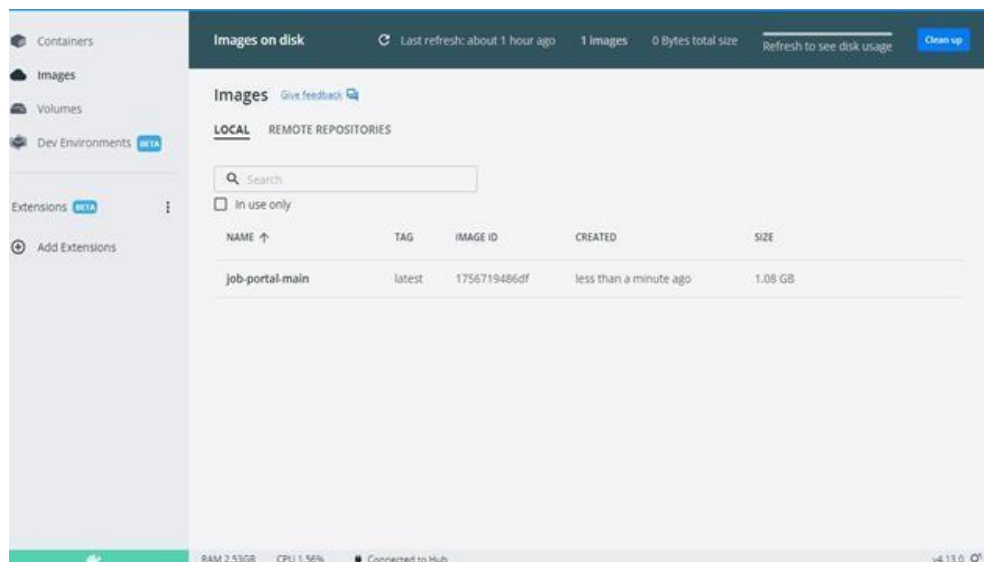 Containers
Images
Volumes
Dev Environments BETA
Extensions BETA
Add Extensions
Images on disk Last refresh: about 1 hour ago 1 images 0 Bytes total size Refresh to see disk usage Clean up
Images Give feedback
LOCAL REMOTE REPOSITORIES
Search
In use only
NAME TAG IMAGE ID CREATED SIZE
job-portal-main latest 1756719486df less than a minute ago 1.08 GB
RAM 2.53GB CPU 1.56% Connected to Hub v4.13.0